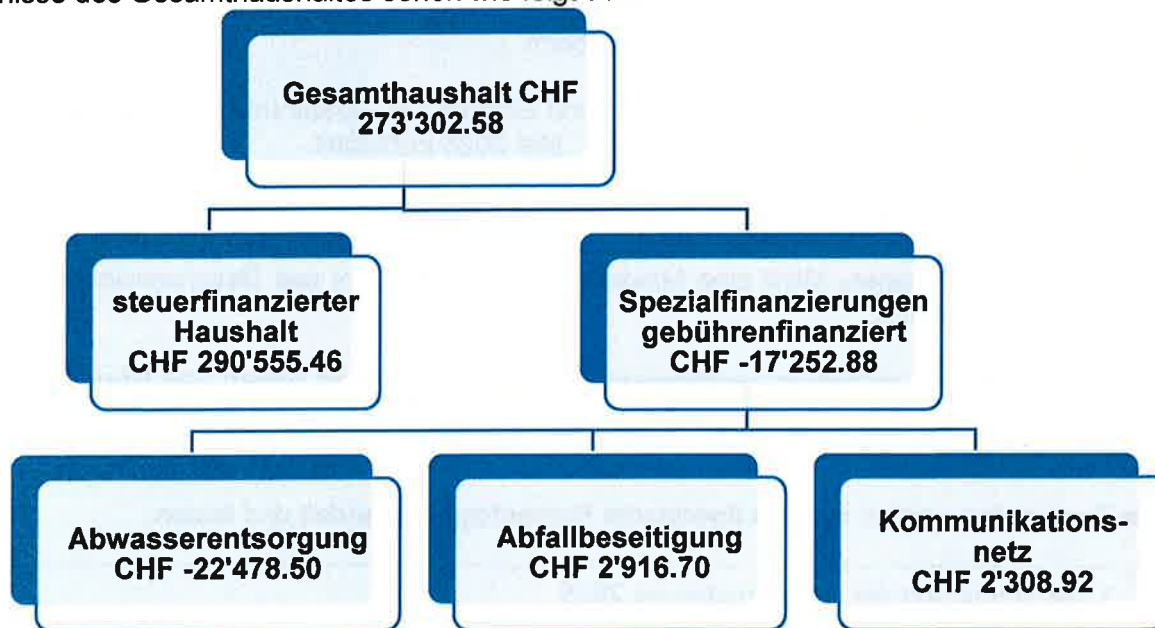 Gesamthaushalt CHF
273'302.58
steuerfinanzierter
Haushalt
CHF 290'555.46
Spezialfinanzierungen
gebührenfinanziert
CHF -17'252.88
Abwasserentsorgung
CHF -22'478.50
Abfallbeseitigung
CHF 2'916.70
Kommunikations-
netz
CHF 2'308.92